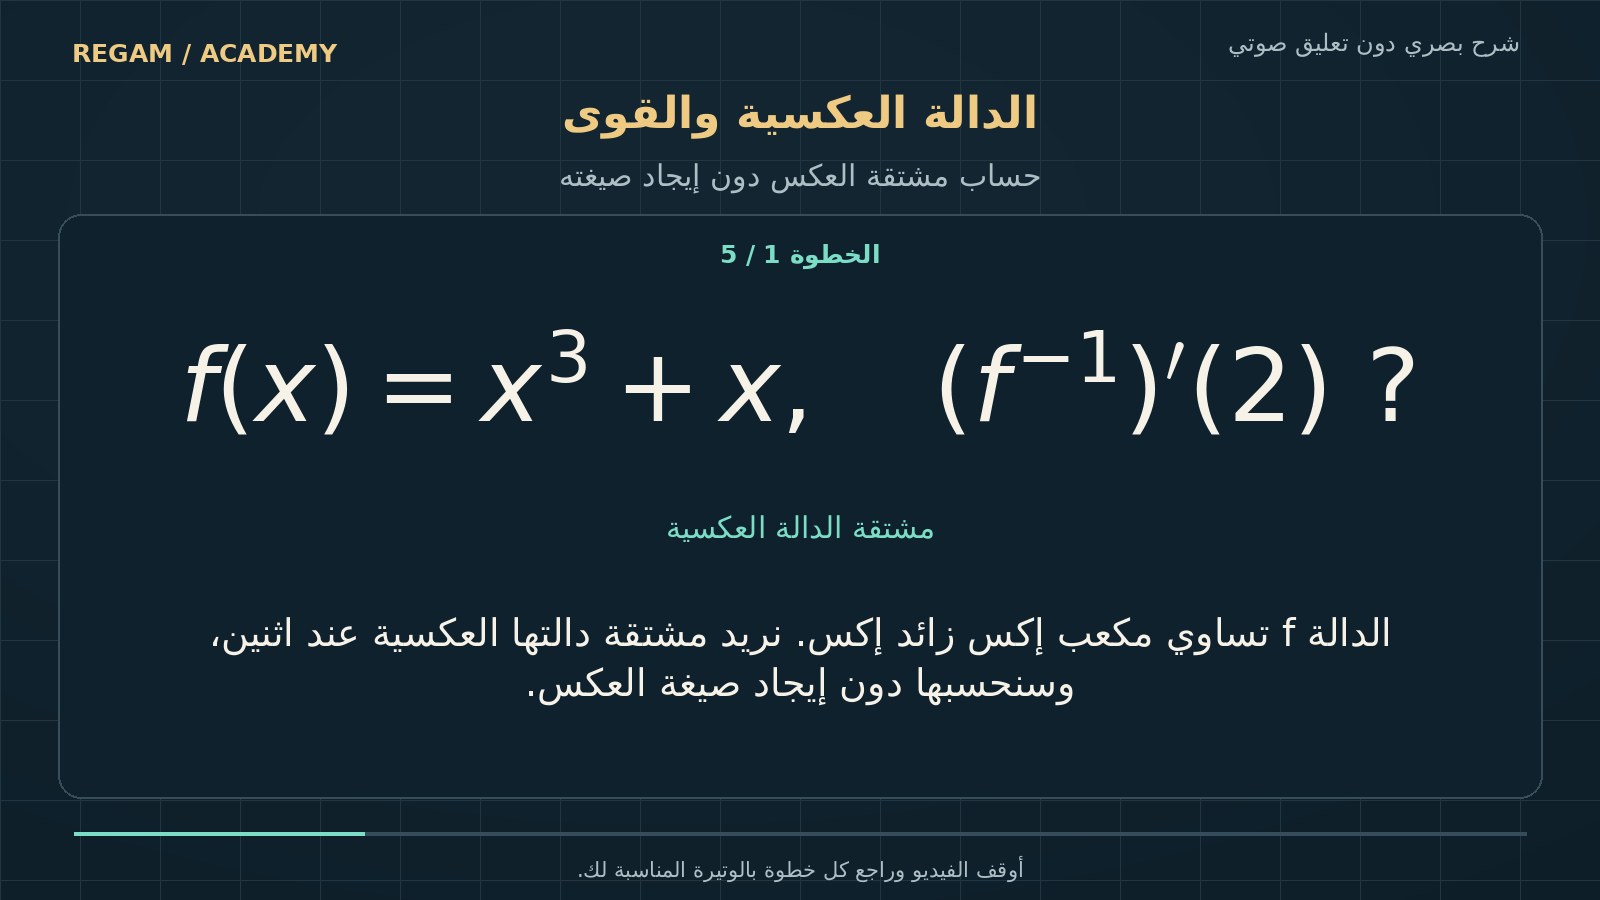 REGAM / ACADEMY
شرح بصري دون تعليق صوتي
الدالة العكسية والقوى
حساب مشتقة العكس دون إيجاد صيغته
الخطوة 1 / 5
f(x) = x³ + x, (f⁻¹)′(2) ?
مشتقة الدالة العكسية
الدالة f تساوي مكعب إكس زائد إكس. نريد مشتقة دالتها العكسية عند اثنين،
وسنحسبها دون إيجاد صيغة العكس.
أوقف الفيديو وراجع كل خطوة بالوتيرة المناسبة لك.